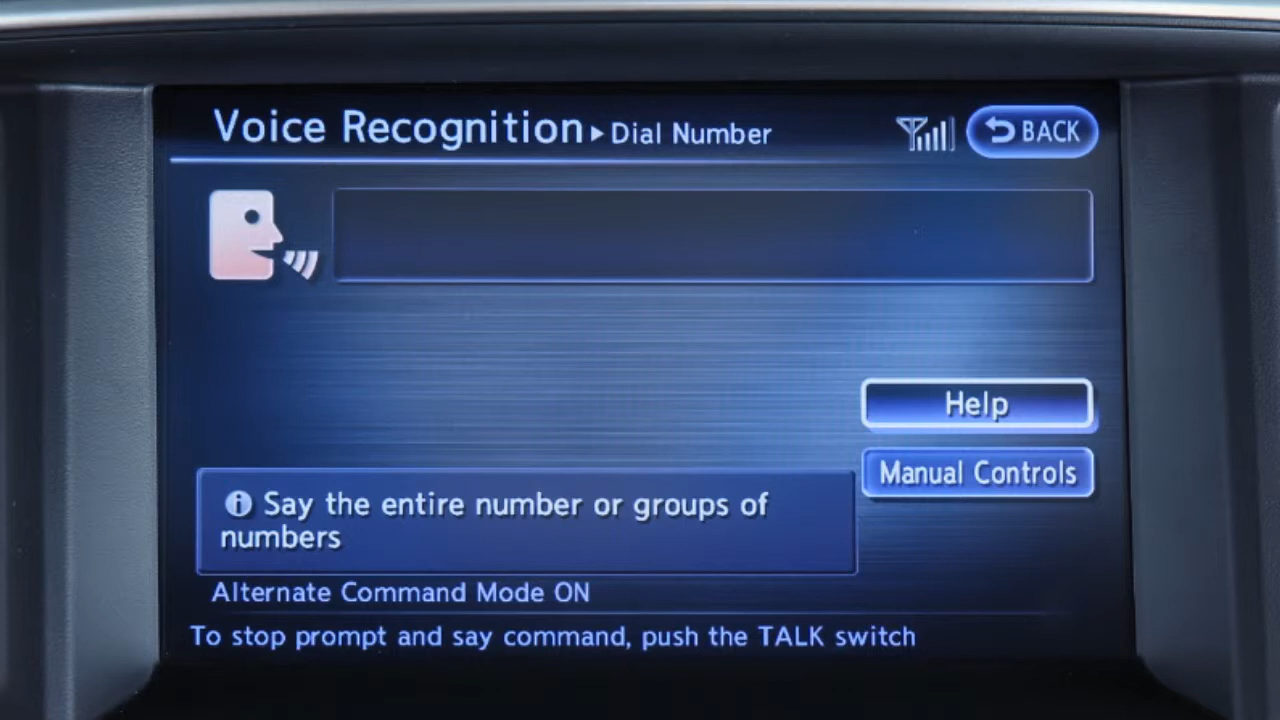 Voice Recognition ▸ Dial Number
BACK
Help
Manual Controls
Say the entire number or groups of
numbers
Alternate Command Mode ON
To stop prompt and say command, push the TALK switch